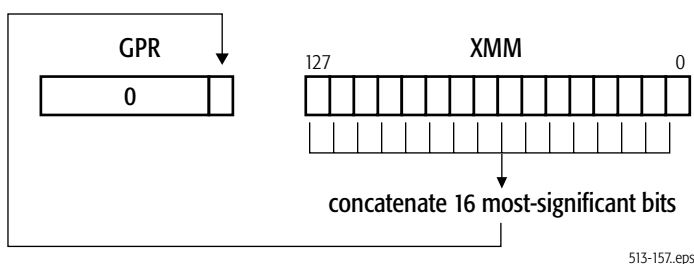 GPR
XMM
127
0
0
concatenate 16 most-significant bits
513-157..eps